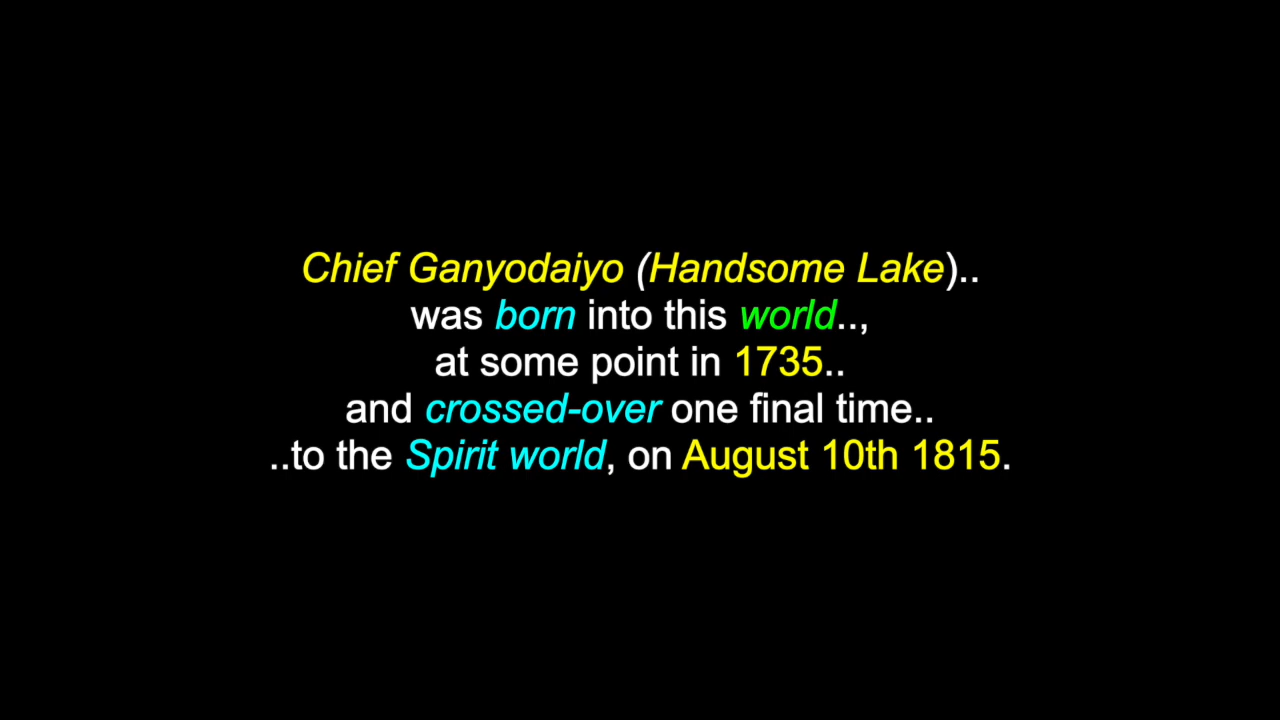 Chief Ganyodaiyo (Handsome Lake)..
was born into this world..,
at some point in 1735..
and crossed-over one final time..
..to the Spirit world, on August 10th 1815.